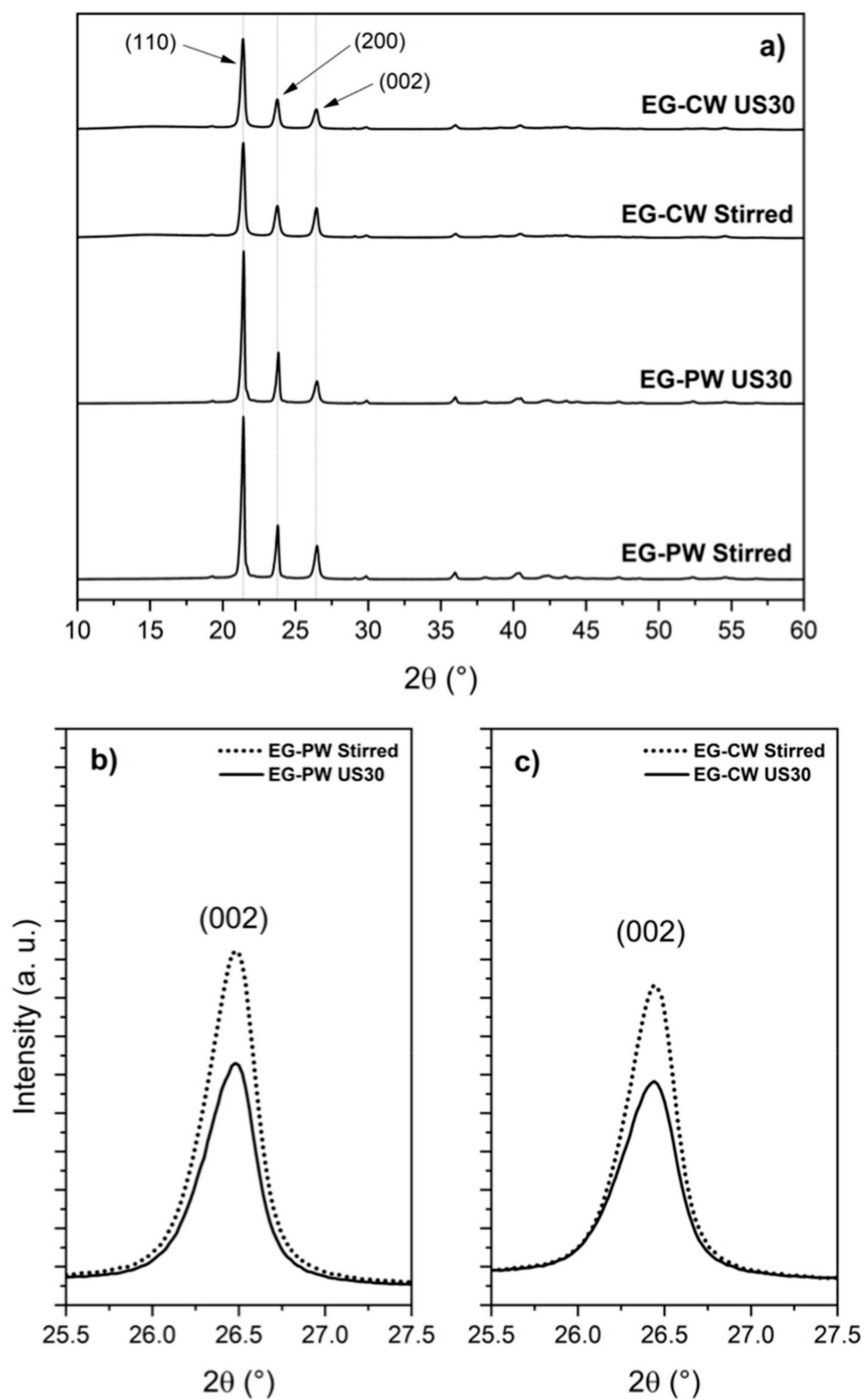 a)
(110)
(200)
(002)
EG-CW US30
EG-CW Stirred
EG-PW US30
EG-PW Stirred
10 15 20 25 30 35 40 45 50 55 60
2θ (°)
b)
EG-PW Stirred
EG-PW US30
(002)
Intensity (a. u.)
25.5 26.0 26.5 27.0 27.5
2θ (°)
c)
EG-CW Stirred
EG-CW US30
(002)
25.5 26.0 26.5 27.0 27.5
2θ (°)